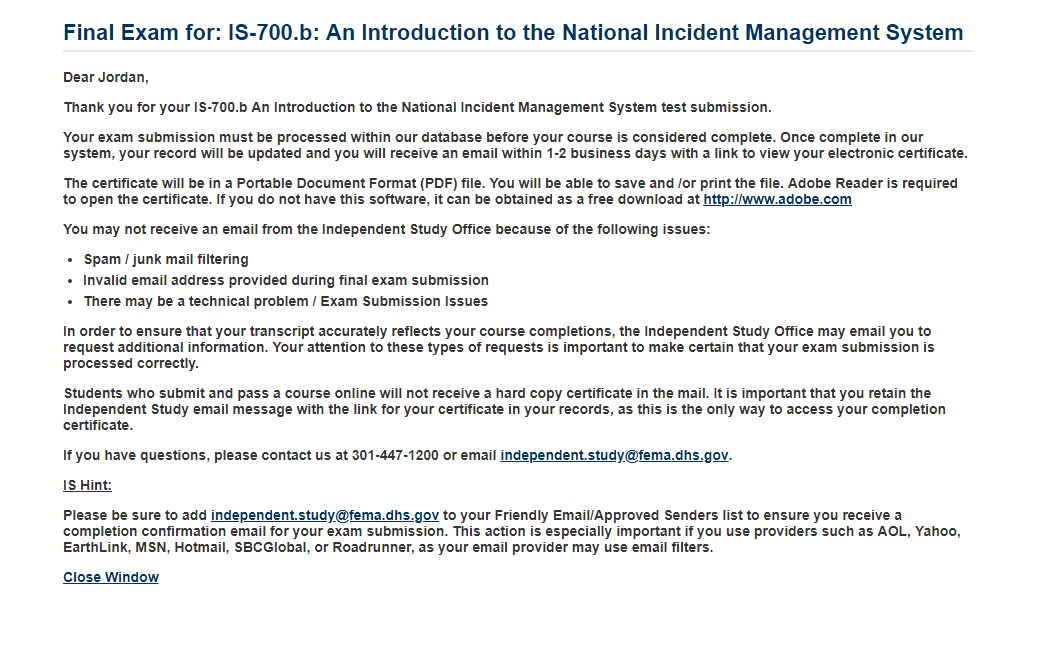 Final Exam for: IS-700.b: An Introduction to the National Incident Management System
Dear Jordan,
Thank you for your IS-700.b An Introduction to the National Incident Management System test submission.
Your exam submission must be processed within our database before your course is considered complete. Once complete in our
system, your record will be updated and you will receive an email within 1-2 business days with a link to view your electronic certificate.
The certificate will be in a Portable Document Format (PDF) file. You will be able to save and /or print the file. Adobe Reader is required
to open the certificate. If you do not have this software, it can be obtained as a free download at http://www.adobe.com
You may not receive an email from the Independent Study Office because of the following issues:
• Spam / junk mail filtering
• Invalid email address provided during final exam submission
• There may be a technical problem / Exam Submission Issues
In order to ensure that your transcript accurately reflects your course completions, the Independent Study Office may email you to
request additional information. Your attention to these types of requests is important to make certain that your exam submission is
processed correctly.
Students who submit and pass a course online will not receive a hard copy certificate in the mail. It is important that you retain the
Independent Study email message with the link for your certificate in your records, as this is the only way to access your completion
certificate.
If you have questions, please contact us at 301-447-1200 or email independent.study@fema.dhs.gov.
IS Hint:
Please be sure to add independent.study@fema.dhs.gov to your Friendly Email/Approved Senders list to ensure you receive a
completion confirmation email for your exam submission. This action is especially important if you use providers such as AOL, Yahoo,
EarthLink, MSN, Hotmail, SBCGlobal, or Roadrunner, as your email provider may use email filters.
Close Window